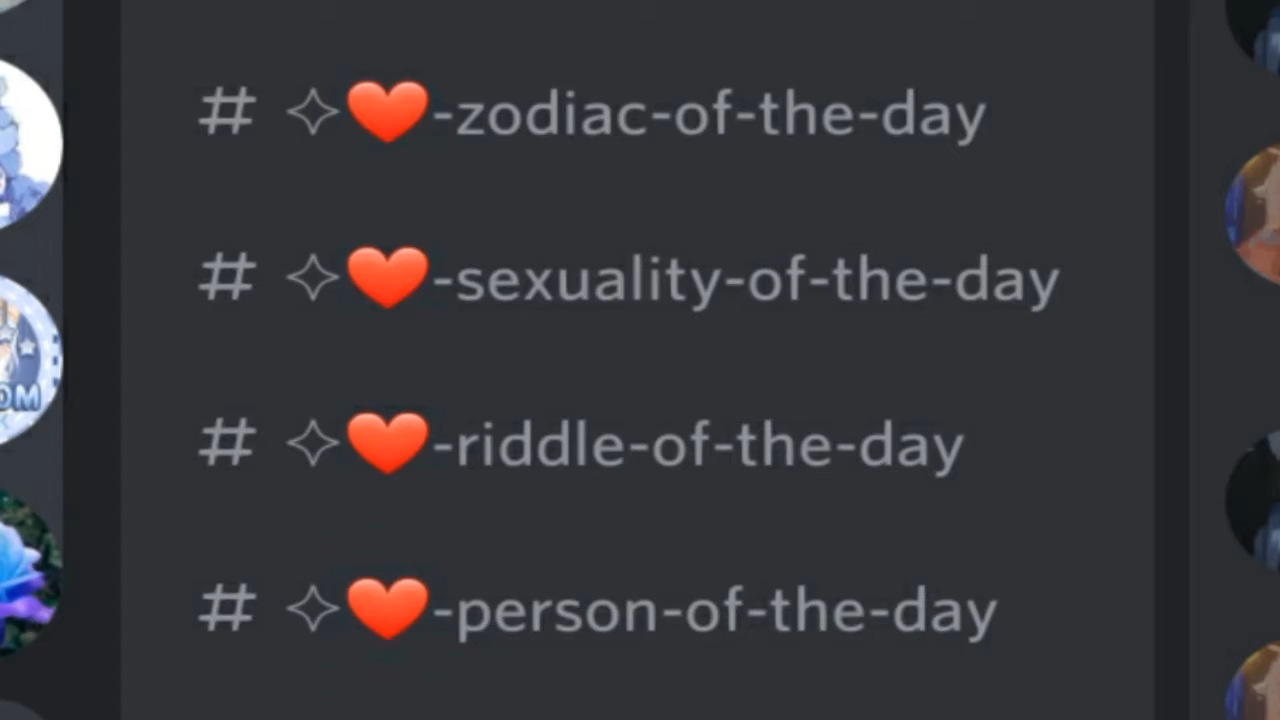 # ✧❤️-zodiac-of-the-day
# ✧❤️-sexuality-of-the-day
# ✧❤️-riddle-of-the-day
# ✧❤️-person-of-the-day